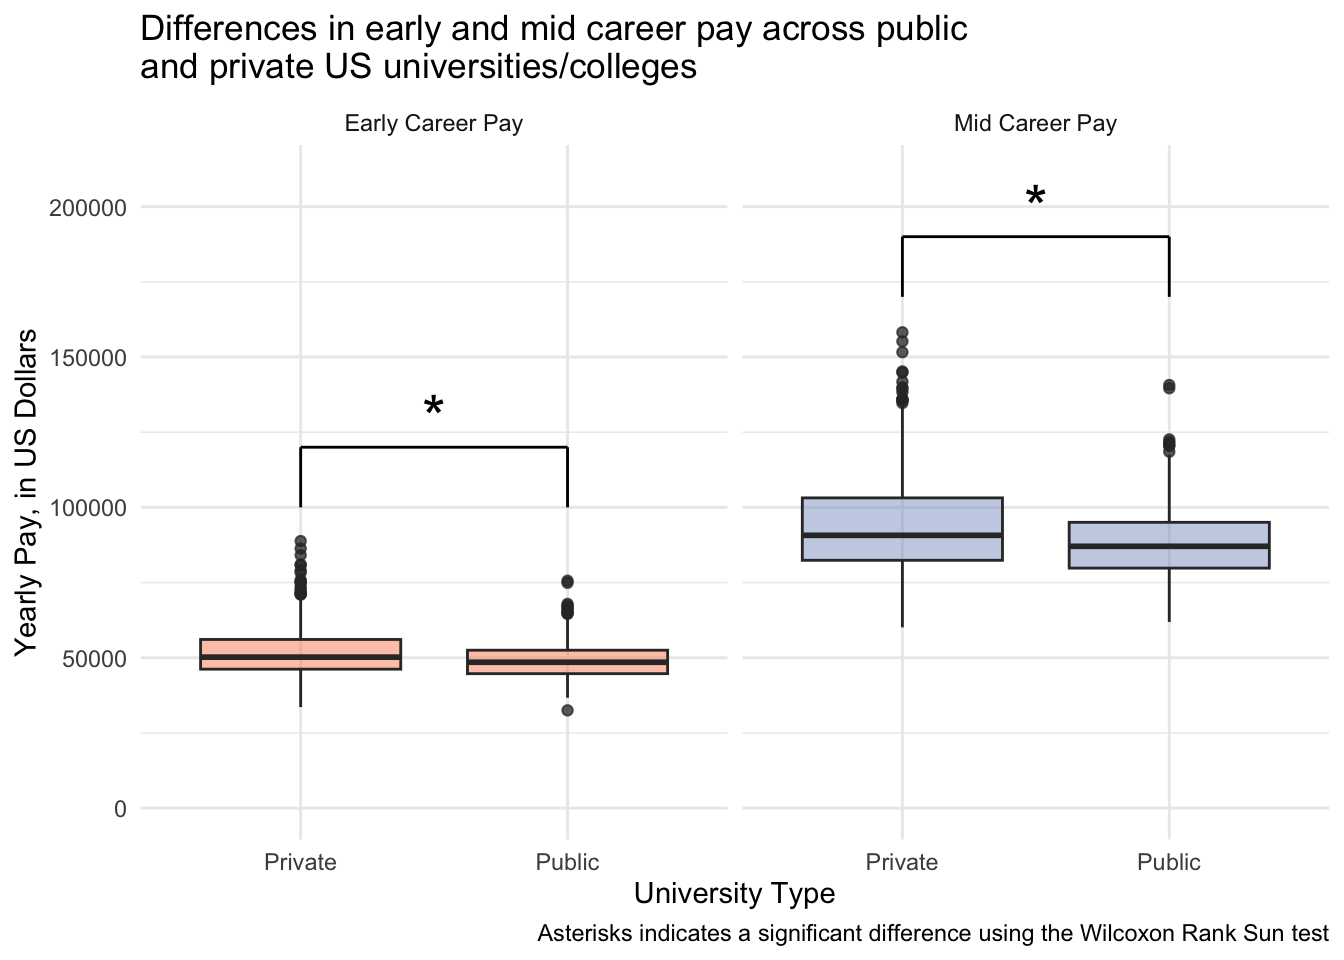 Differences in early and mid career pay across public
and private US universities/colleges
Early Career Pay
Mid Career Pay
Yearly Pay, in US Dollars
200000
150000
100000
50000
0
*
*
Private
Public
Private
Public
University Type
Asterisks indicates a significant difference using the Wilcoxon Rank Sun test